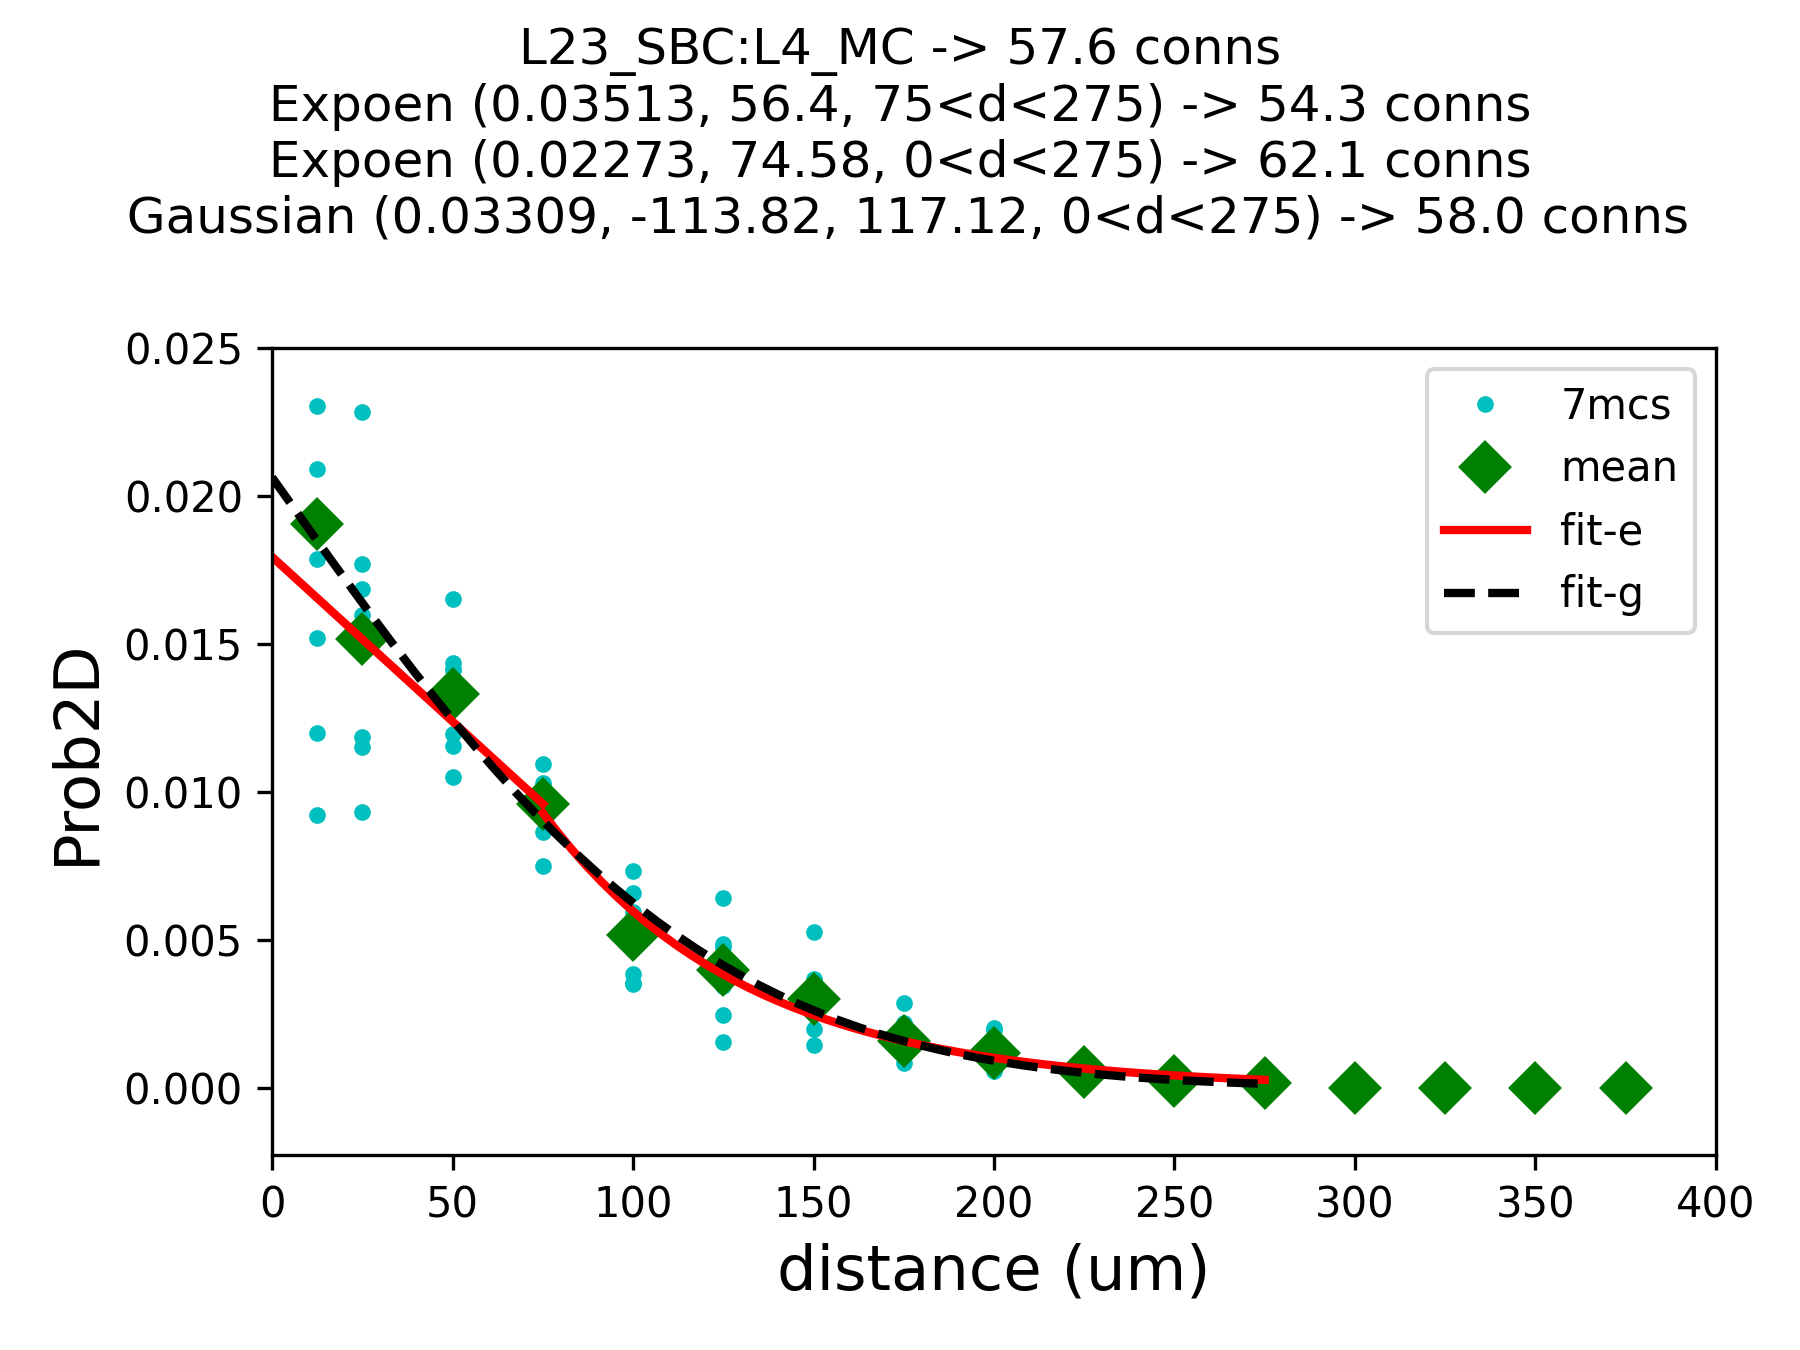 L23_SBC:L4_MC -> 57.6 conns
Expoen (0.03513, 56.4, 75<d<275) -> 54.3 conns
Expoen (0.02273, 74.58, 0<d<275) -> 62.1 conns
Gaussian (0.03309, -113.82, 117.12, 0<d<275) -> 58.0 conns
0.025
0.020
0.015
0.010
0.005
0.000
Prob2D
7mcs
mean
fit-e
fit-g
0 50 100 150 200 250 300 350 400
distance (um)